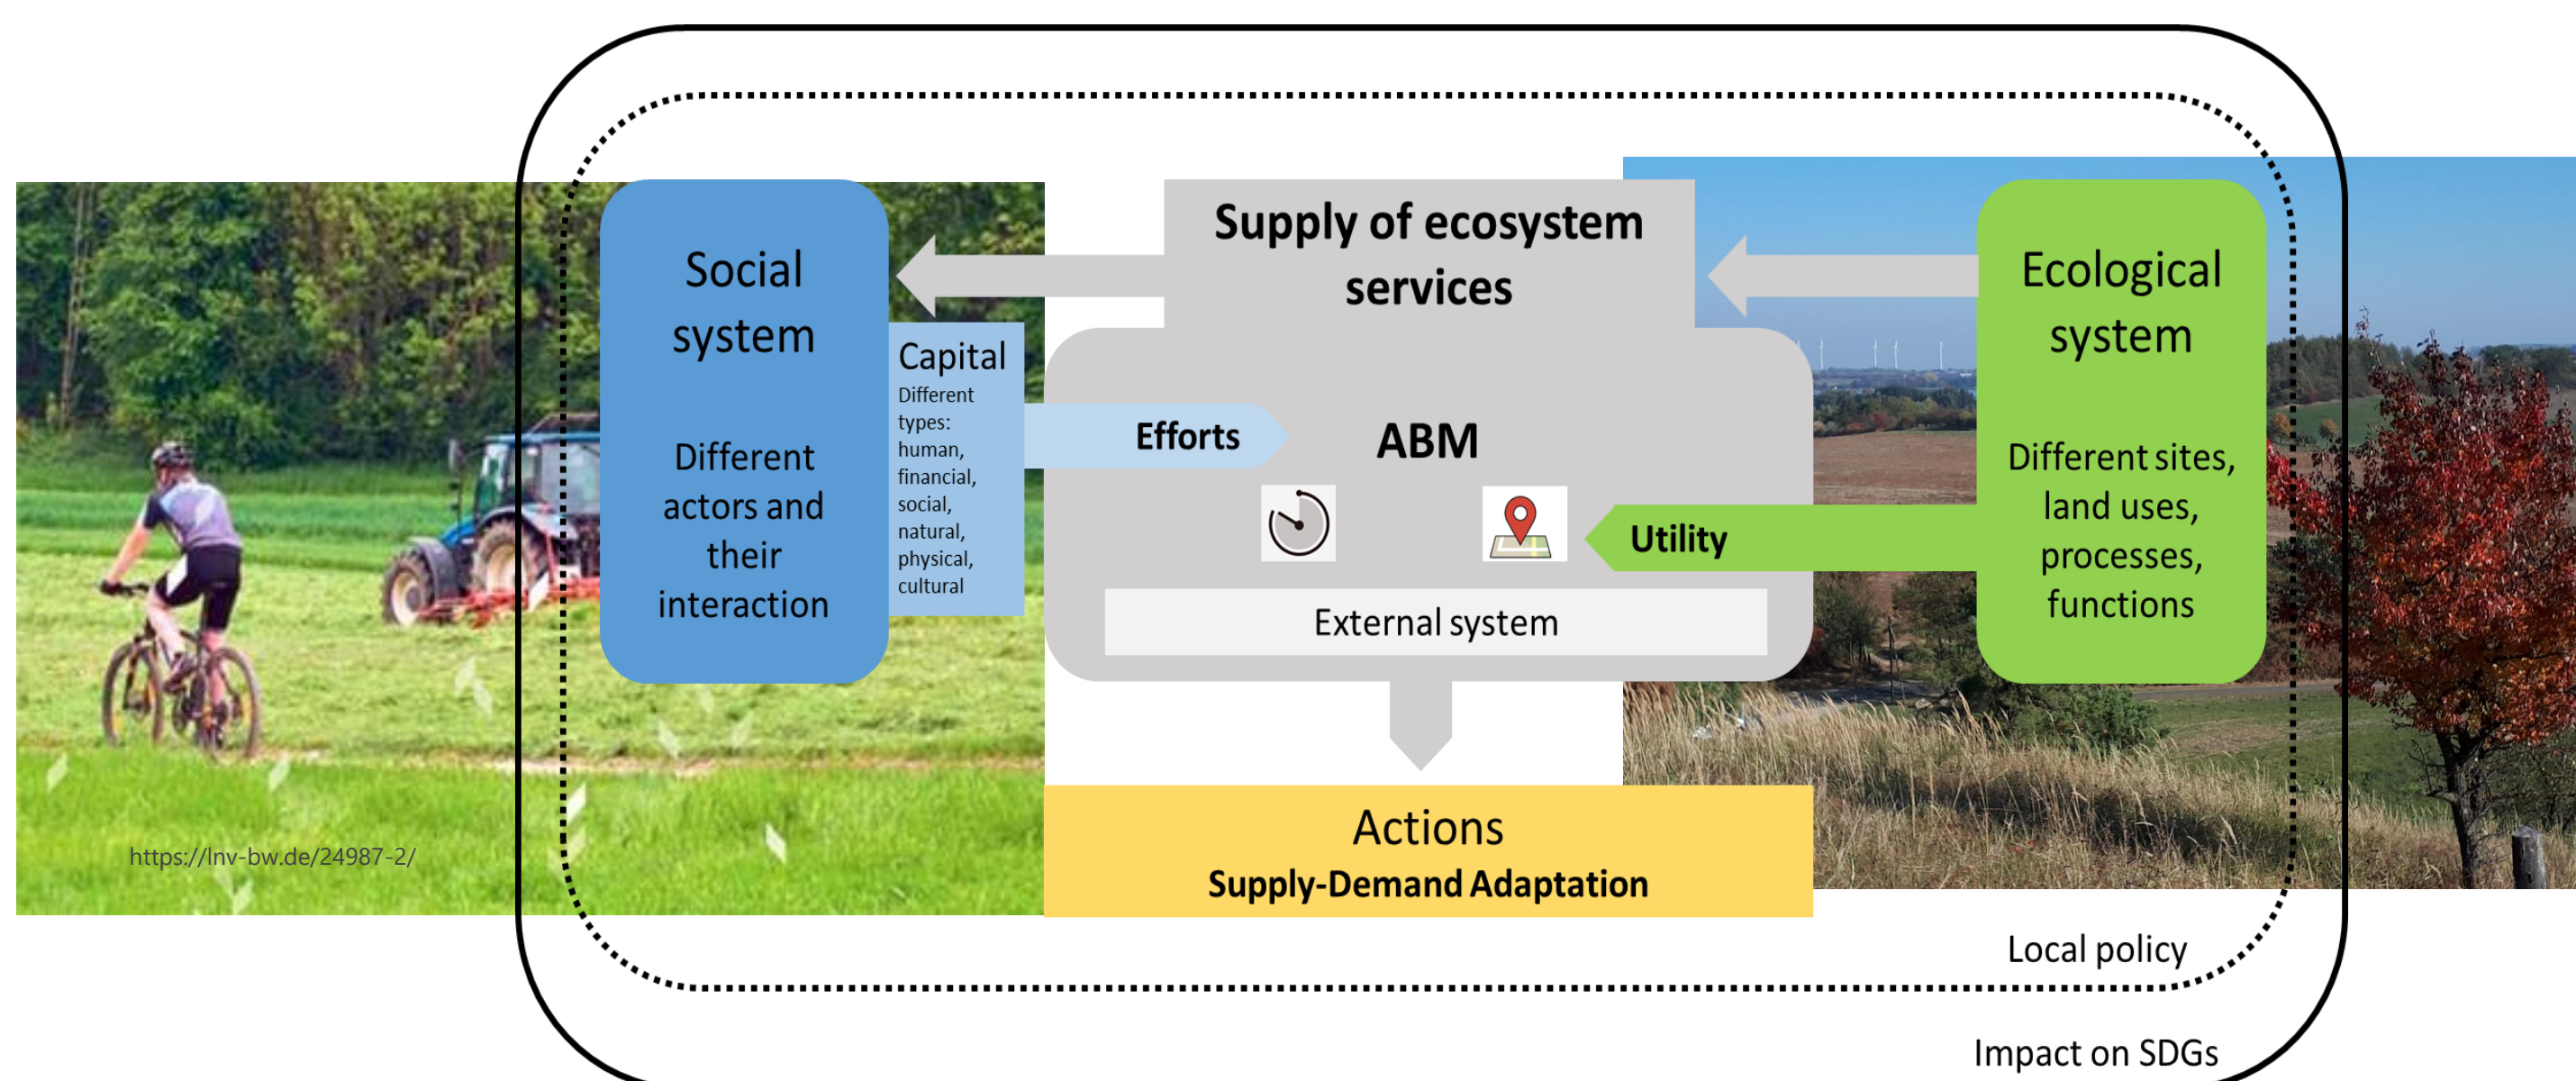 Social
system
Different
actors and
their
interaction
Capital
Different
types:
human,
financial,
social,
natural,
physical,
cultural
Supply of ecosystem
services
Efforts
ABM
Utility
External system
Ecological
system
Different sites,
land uses,
processes,
functions
Actions
Supply-Demand Adaptation
https://lnv-bw.de/24987-2/
Local policy
Impact on SDGs